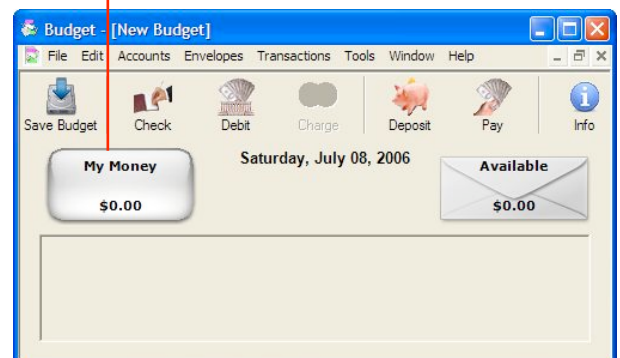 Budget - [New Budget]
File Edit Accounts Envelopes Transactions Tools Window Help
Save Budget Check Debit Charge Deposit Pay Info
Saturday, July 08, 2006
My Money Available
$0.00 $0.00